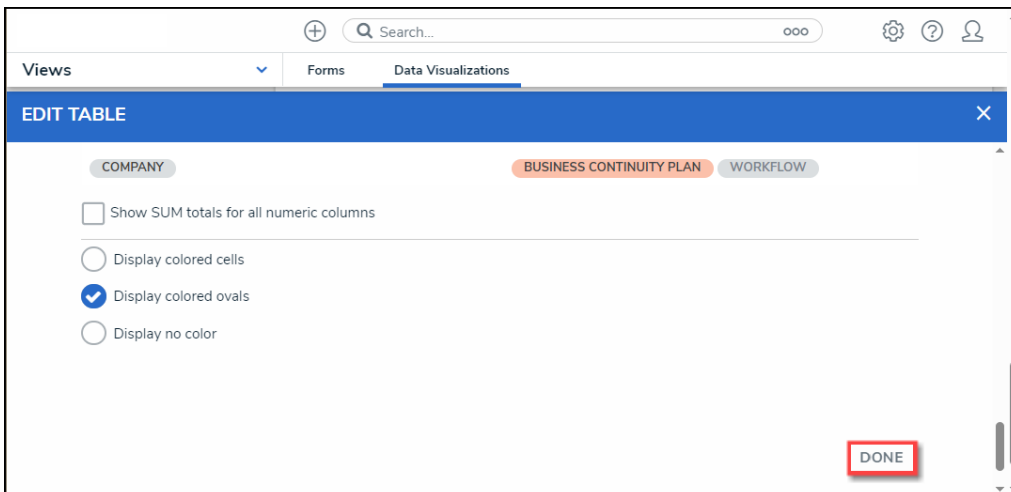 Search...
Views
Forms Data Visualizations
EDIT TABLE
COMPANY BUSINESS CONTINUITY PLAN WORKFLOW
Show SUM totals for all numeric columns
Display colored cells
Display colored ovals
Display no color
DONE